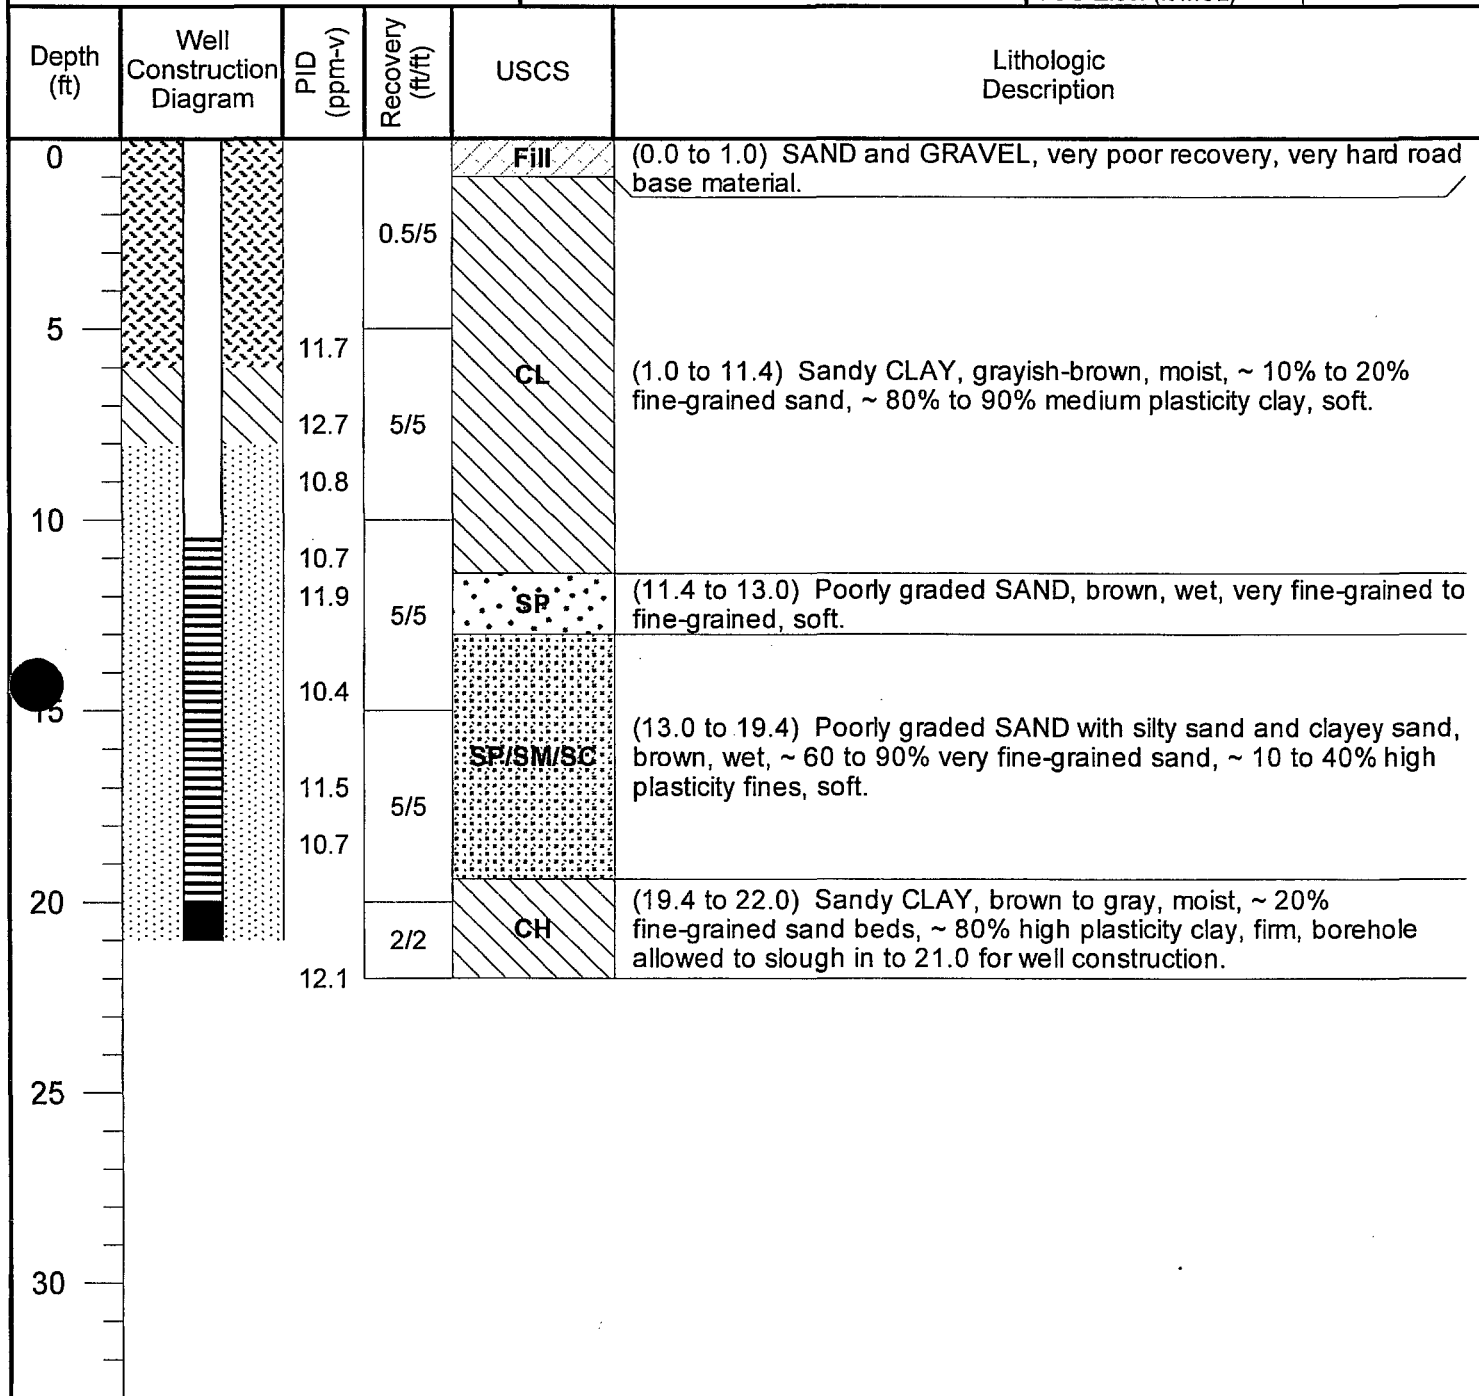 Depth
(ft)
Well
Construction
Diagram
PID
(ppm-v)
Recovery
(ft/ft)
USCS
Lithologic
Description
0
Fill
(0.0 to 1.0) SAND and GRAVEL, very poor recovery, very hard road
base material.
0.5/5
5
11.7
CL
(1.0 to 11.4) Sandy CLAY, grayish-brown, moist, ~ 10% to 20%
fine-grained sand, ~ 80% to 90% medium plasticity clay, soft.
12.7
5/5
10.8
10
10.7
11.9
5/5
SP
(11.4 to 13.0) Poorly graded SAND, brown, wet, very fine-grained to
fine-grained, soft.
10.4
15
SP/SM/SC
(13.0 to 19.4) Poorly graded SAND with silty sand and clayey sand,
brown, wet, ~ 60 to 90% very fine-grained sand, ~ 10 to 40% high
plasticity fines, soft.
11.5
5/5
10.7
20
CH
(19.4 to 22.0) Sandy CLAY, brown to gray, moist, ~ 20%
fine-grained sand beds, ~ 80% high plasticity clay, firm, borehole
allowed to slough in to 21.0 for well construction.
2/2
12.1
25
30